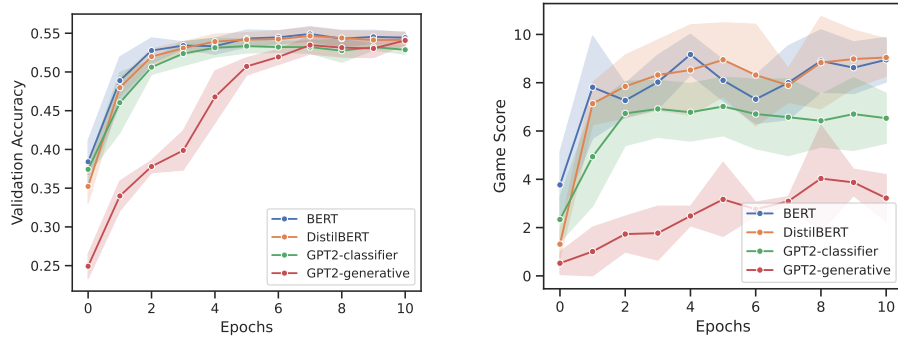 Validation Accuracy
0.55
0.50
0.45
0.40
0.35
0.30
0.25
0 2 4 6 8 10
Epochs
BERT
DistilBERT
GPT2-classifier
GPT2-generative
Game Score
10
8
6
4
2
0
0 2 4 6 8 10
Epochs
BERT
DistilBERT
GPT2-classifier
GPT2-generative